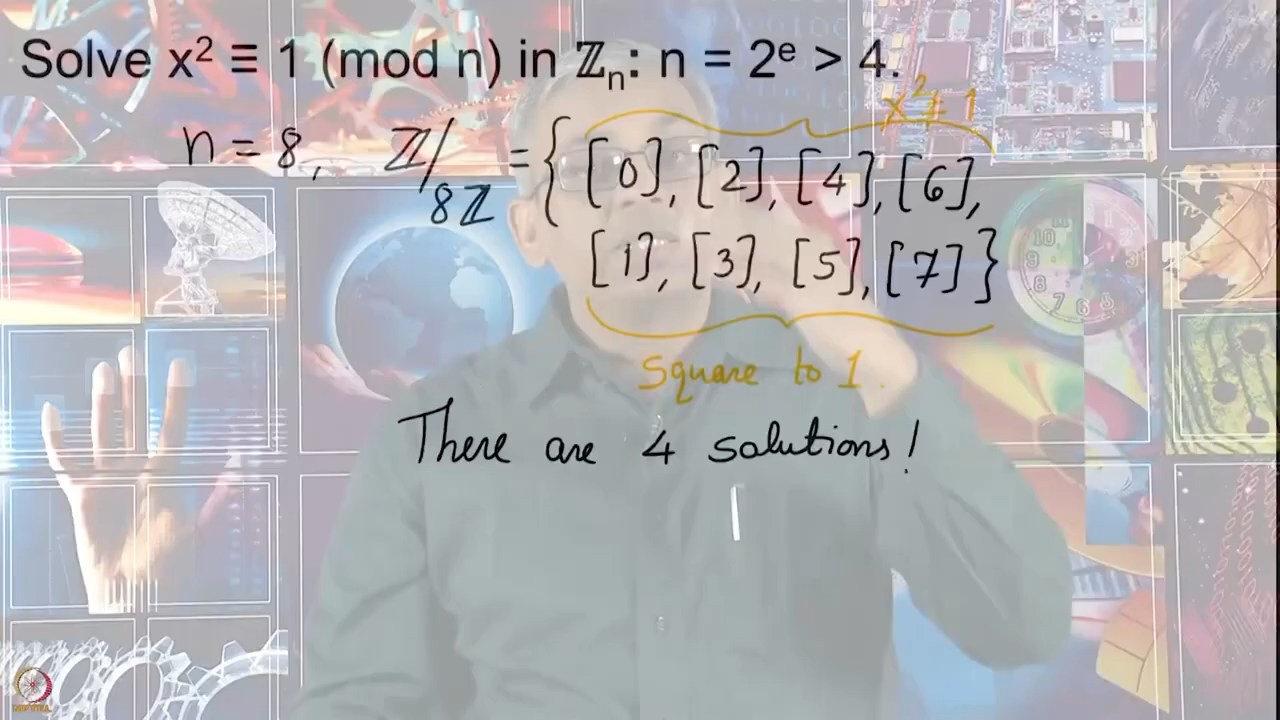 Solve x² ≡ 1 (mod n) in ℤₙ: n = 2ᵉ > 4.
x² ≢ 1
n = 8, ℤ/8ℤ = { [0], [2], [4], [6],
[1], [3], [5], [7] }
square to 1.
There are 4 solutions!
NPTEL